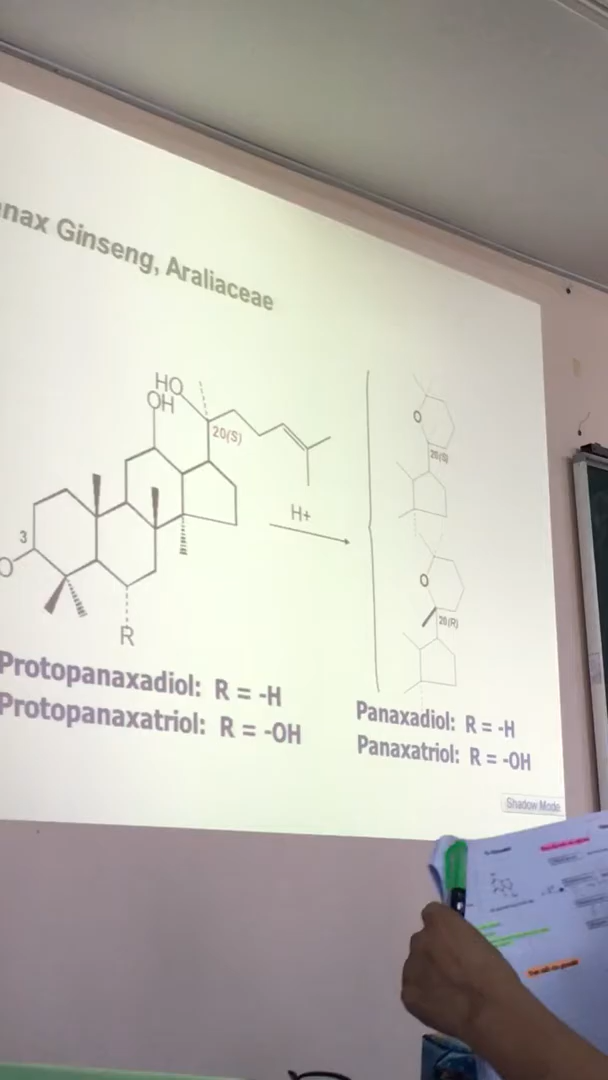 nax Ginseng, Araliaceae
HO
OH
20(S)
3
O
R
H+
O
20(S)
O
20(R)
Protopanaxadiol: R = -H
Protopanaxatriol: R = -OH
Panaxadiol: R = -H
Panaxatriol: R = -OH
Shadow Mode